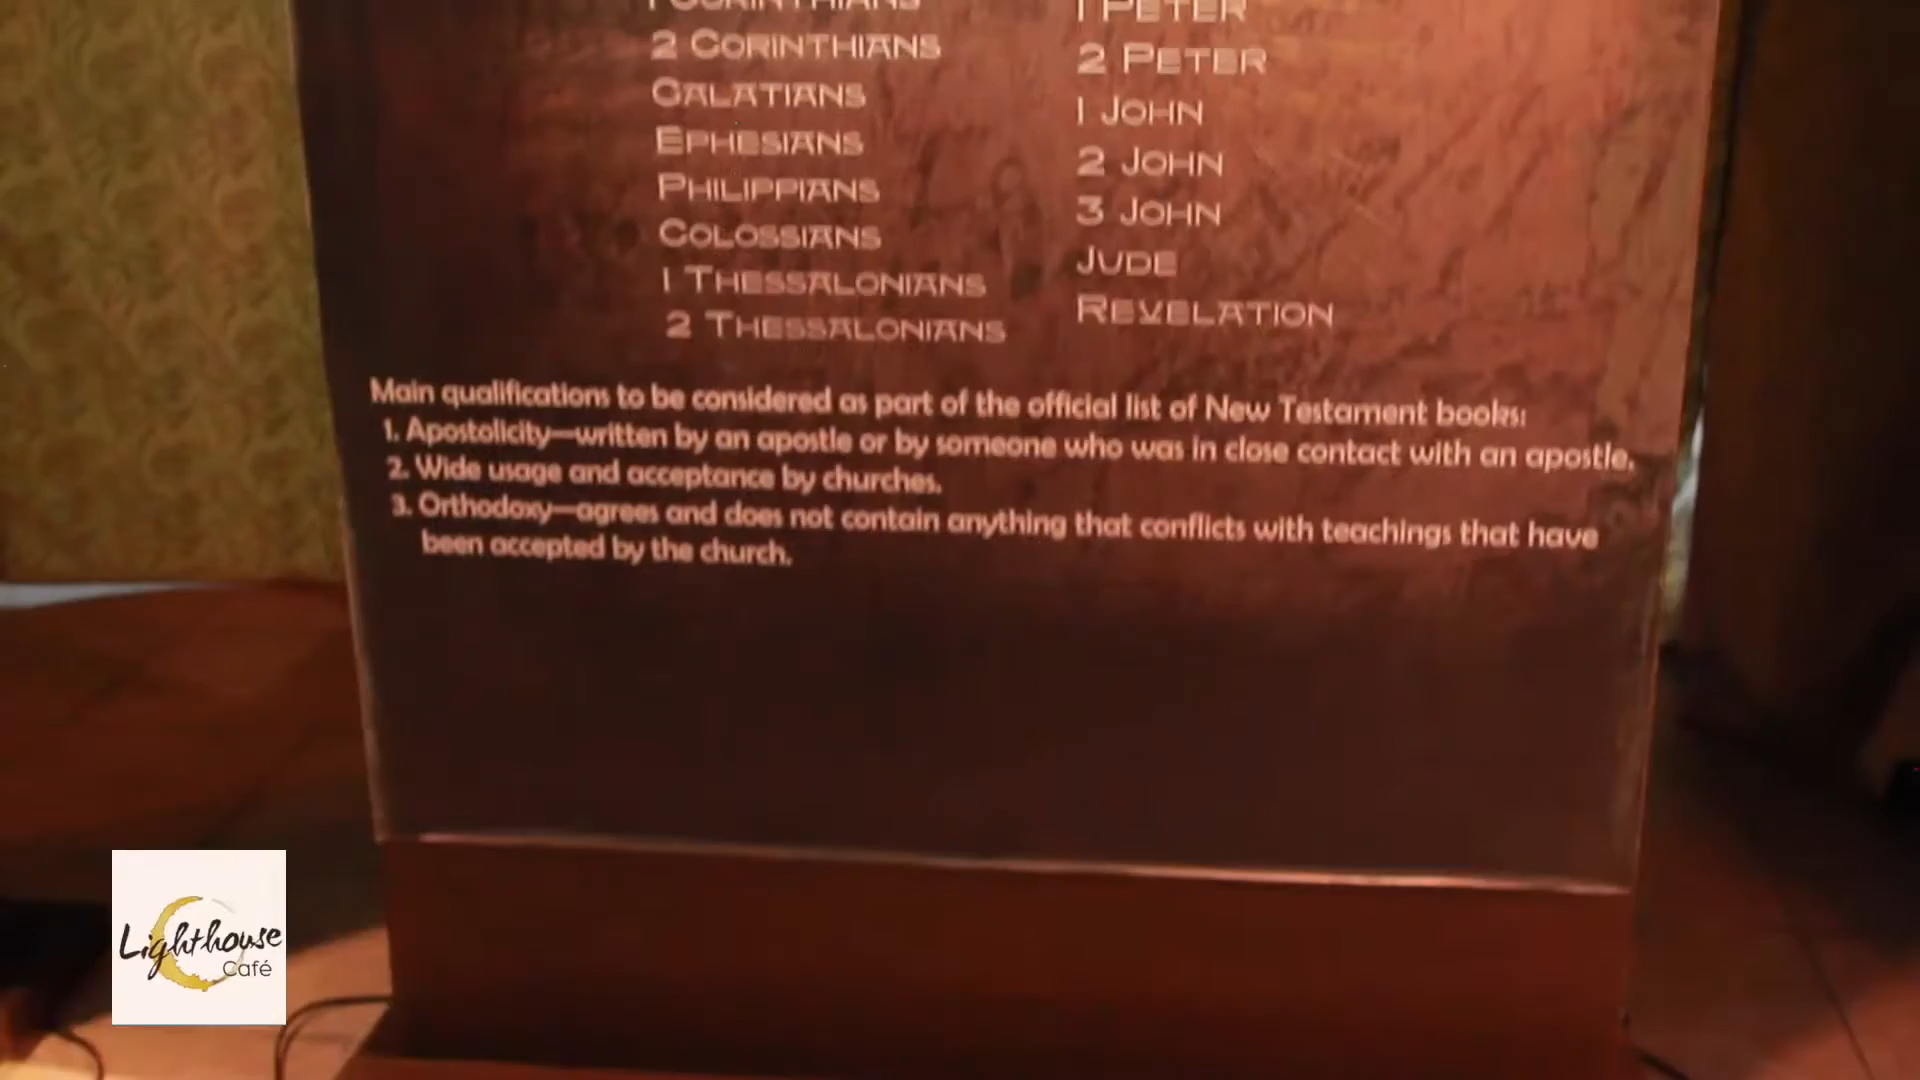 1 CORINTHIANS
2 CORINTHIANS
GALATIANS
EPHESIANS
PHILIPPIANS
COLOSSIANS
1 THESSALONIANS
2 THESSALONIANS
1 PETER
2 PETER
1 JOHN
2 JOHN
3 JOHN
JUDE
REVELATION
Main qualifications to be considered as part of the official list of New Testament books:
1. Apostolicity—written by an apostle or by someone who was in close contact with an apostle.
2. Wide usage and acceptance by churches.
3. Orthodoxy—agrees and does not contain anything that conflicts with teachings that have
been accepted by the church.
Lighthouse
Café